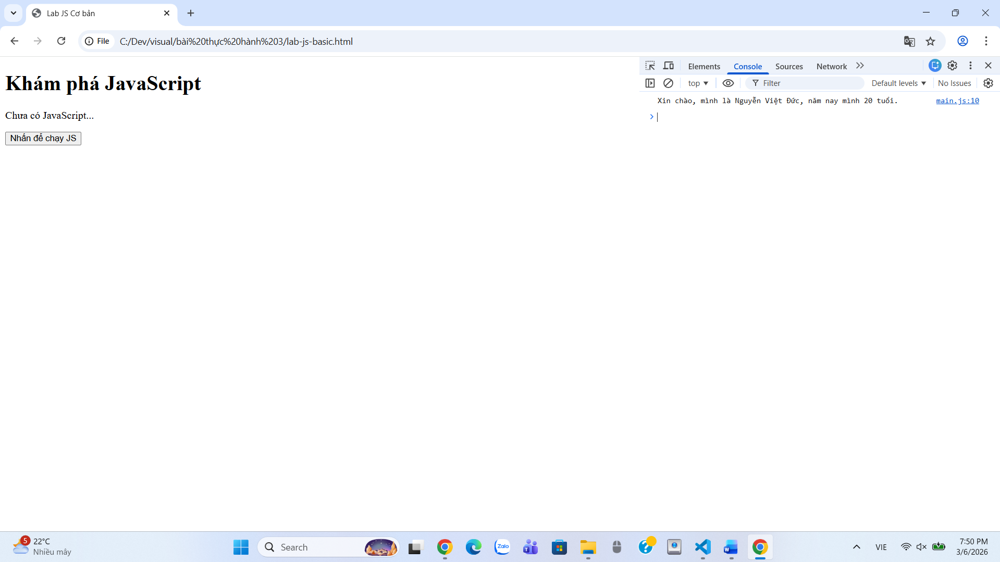 Lab JS Cơ bản
File
C:/Dev/visual/bài%20thực%20hành%203/lab-js-basic.html
Khám phá JavaScript
Chưa có JavaScript...
Nhấn để chạy JS
Elements
Console
Sources
Network
top
Filter
Default levels
No Issues
Xin chào, mình là Nguyễn Việt Đức, năm nay mình 20 tuổi.
main.js:10
5
22°C
Nhiều mây
Search
Zalo
VIE
7:50 PM
3/6/2026